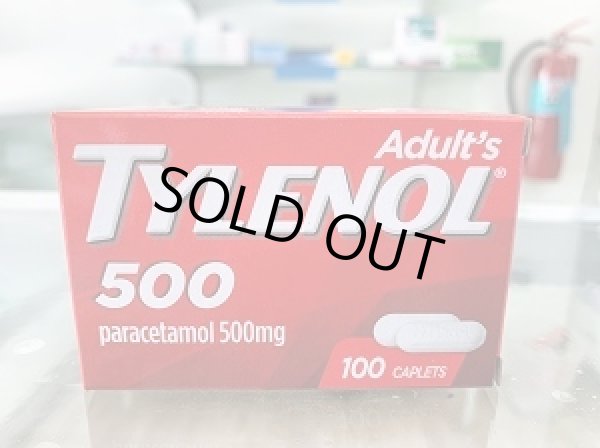 Adult's
TYLENOL®
SOLD OUT
500
paracetamol 500mg
100 CAPLETS